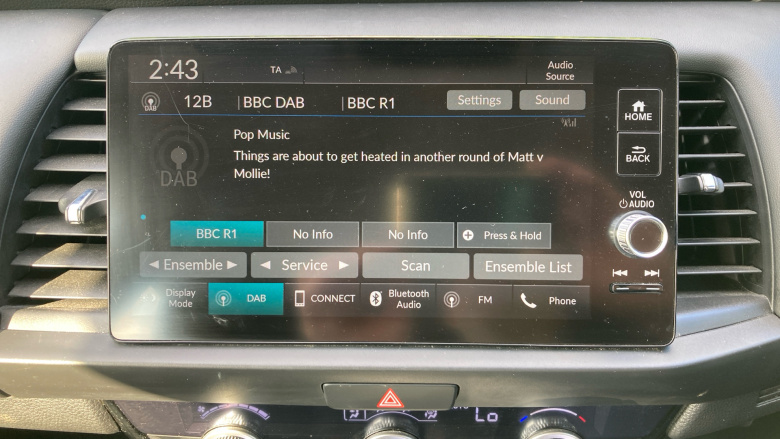 2:43
TA
Audio
Source
DAB
12B | BBC DAB | BBC R1
Settings
Sound
HOME
BACK
DAB
Pop Music
Things are about to get heated in another round of Matt v
Mollie!
VOL
AUDIO
BBC R1
No Info
No Info
Press & Hold
Ensemble
Service
Scan
Ensemble List
Display
Mode
DAB
CONNECT
Bluetooth
Audio
FM
Phone
Lo